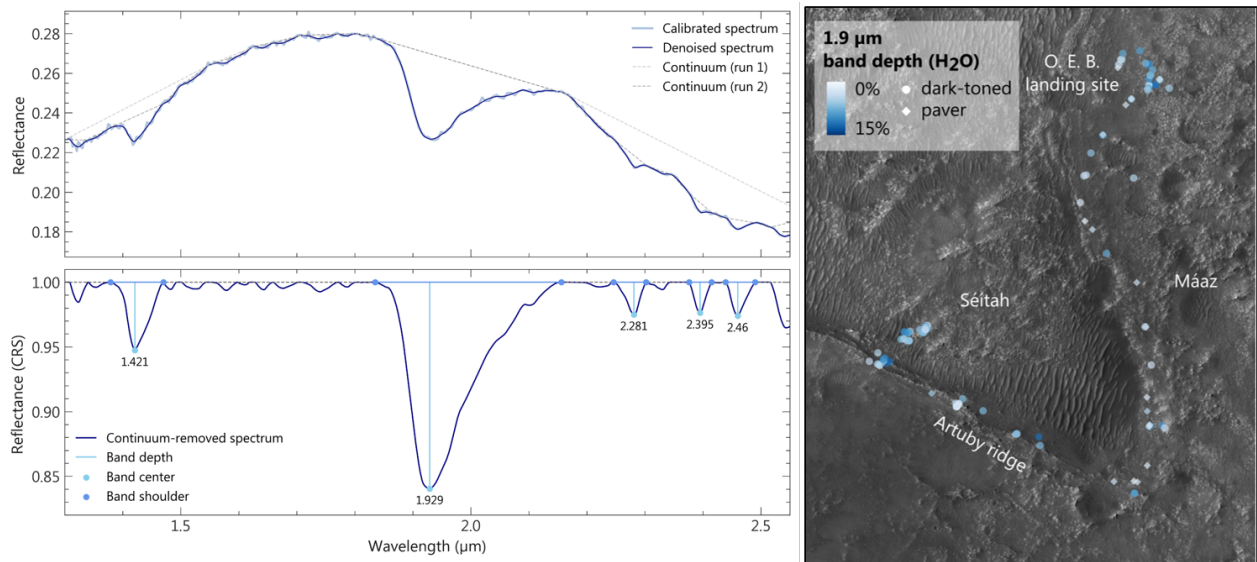 0.28
0.26
0.24
0.22
0.20
0.18
Reflectance
Calibrated spectrum
Denoised spectrum
Continuum (run 1)
Continuum (run 2)
1.00
0.95
0.90
0.85
Reflectance (CRS)
1.421
1.929
2.281
2.395
2.46
Continuum-removed spectrum
Band depth
Band center
Band shoulder
1.5
2.0
2.5
Wavelength (μm)
1.9 μm
band depth (H2O)
0%
15%
dark-toned
paver
O. E. B.
landing site
Máaz
Séítah
Artuby ridge